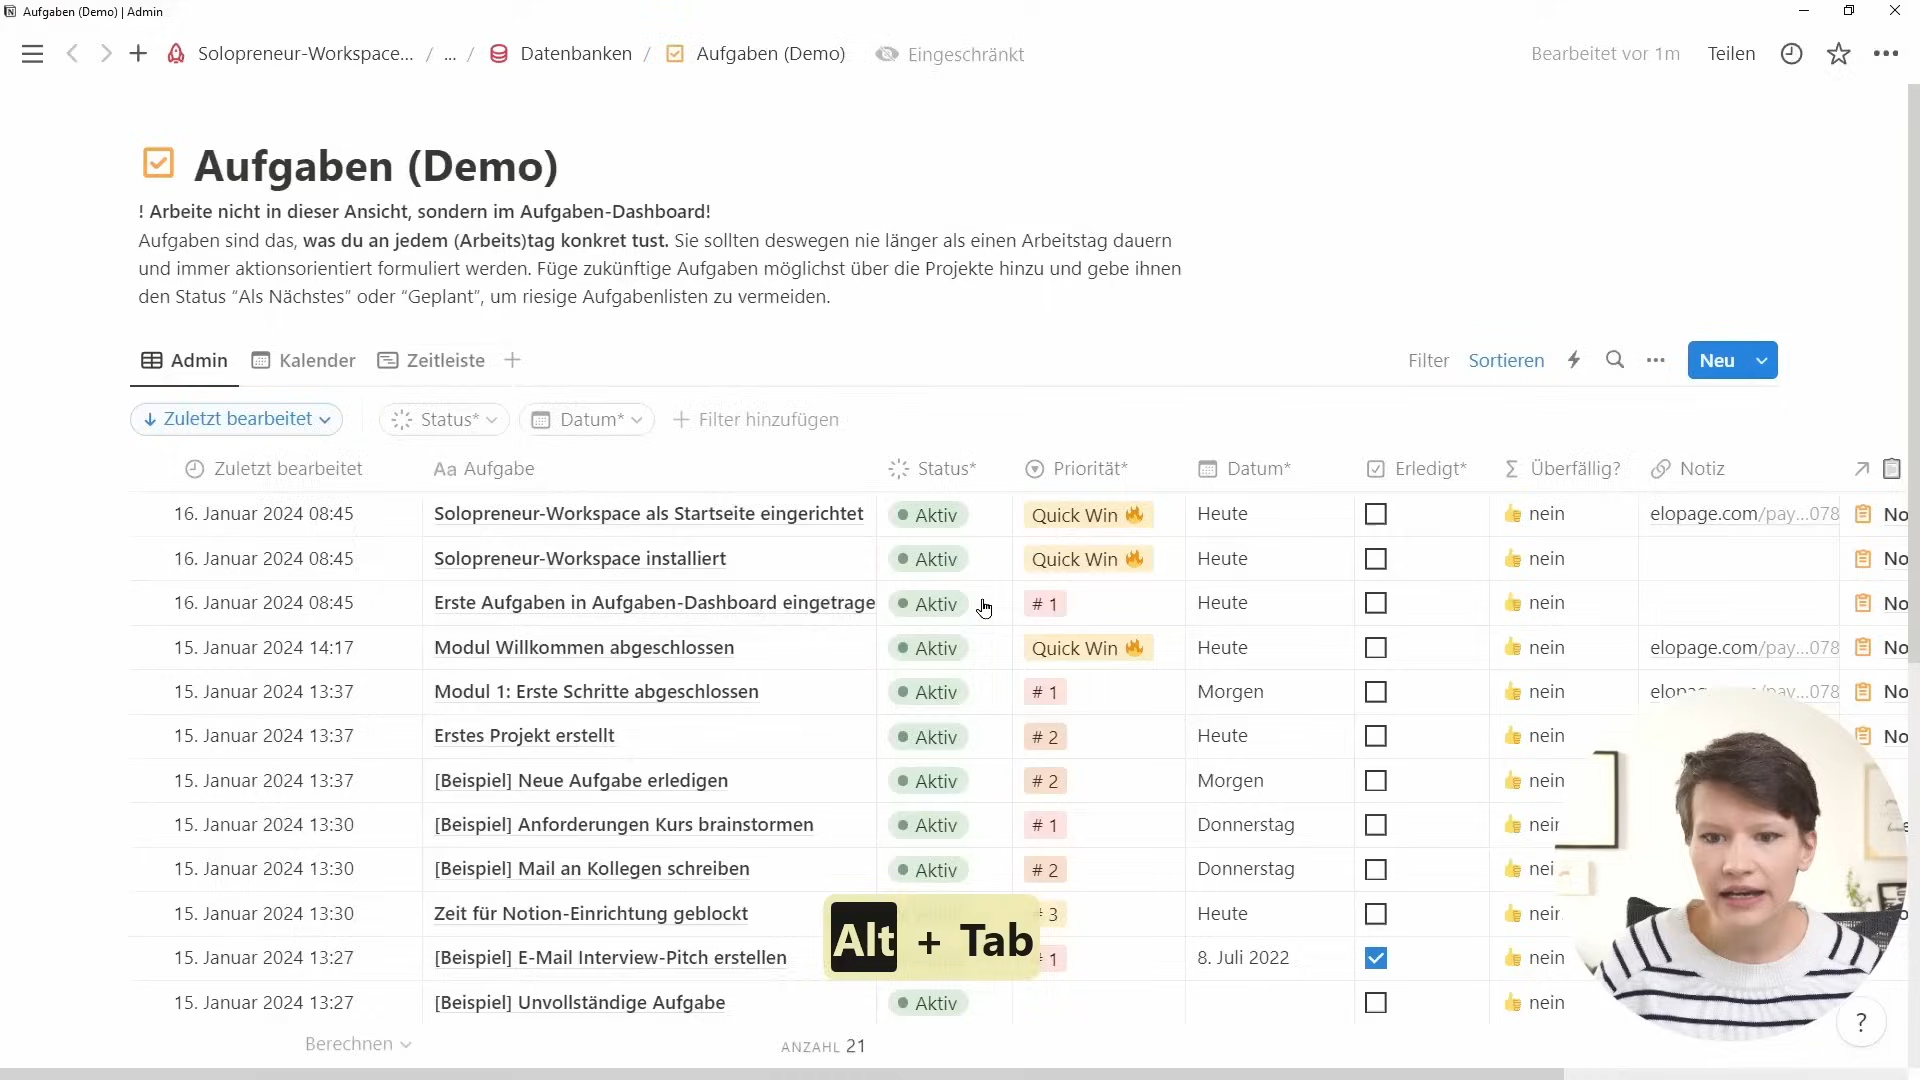 Aufgaben (Demo) | Admin
Solopreneur-Workspace... / ... / Datenbanken / Aufgaben (Demo) Eingeschränkt Bearbeitet vor 1m Teilen
Aufgaben (Demo)
! Arbeite nicht in dieser Ansicht, sondern im Aufgaben-Dashboard!
Aufgaben sind das, was du an jedem (Arbeits)tag konkret tust. Sie sollten deswegen nie länger als einen Arbeitstag dauern
und immer aktionsorientiert formuliert werden. Füge zukünftige Aufgaben möglichst über die Projekte hinzu und gebe ihnen
den Status “Als Nächstes” oder “Geplant”, um riesige Aufgabenlisten zu vermeiden.
Admin Kalender Zeitleiste Filter Sortieren Neu
Zuletzt bearbeitet Status* Datum* Filter hinzufügen
Zuletzt bearbeitet Aa Aufgabe Status* Priorität* Datum* Erledigt* Überfällig? Notiz
16. Januar 2024 08:45 Solopreneur-Workspace als Startseite eingerichtet Aktiv Quick Win Heute nein elopage.com/pay...078 No
16. Januar 2024 08:45 Solopreneur-Workspace installiert Aktiv Quick Win Heute nein No
16. Januar 2024 08:45 Erste Aufgaben in Aufgaben-Dashboard eingetrage Aktiv # 1 Heute nein No
15. Januar 2024 14:17 Modul Willkommen abgeschlossen Aktiv Quick Win Heute nein elopage.com/pay...078 No
15. Januar 2024 13:37 Modul 1: Erste Schritte abgeschlossen Aktiv # 1 Morgen nein No
15. Januar 2024 13:37 Erstes Projekt erstellt Aktiv # 2 Heute nein No
15. Januar 2024 13:37 [Beispiel] Neue Aufgabe erledigen Aktiv # 2 Morgen nein
15. Januar 2024 13:30 [Beispiel] Anforderungen Kurs brainstormen Aktiv # 1 Donnerstag nein
15. Januar 2024 13:30 [Beispiel] Mail an Kollegen schreiben Aktiv # 2 Donnerstag nei
15. Januar 2024 13:30 Zeit für Notion-Einrichtung geblockt # 3 Heute nein
15. Januar 2024 13:27 [Beispiel] E-Mail Interview-Pitch erstellen 1 8. Juli 2022 nein
15. Januar 2024 13:27 [Beispiel] Unvollständige Aufgabe Aktiv nein
Alt + Tab
Berechnen ANZAHL 21
?